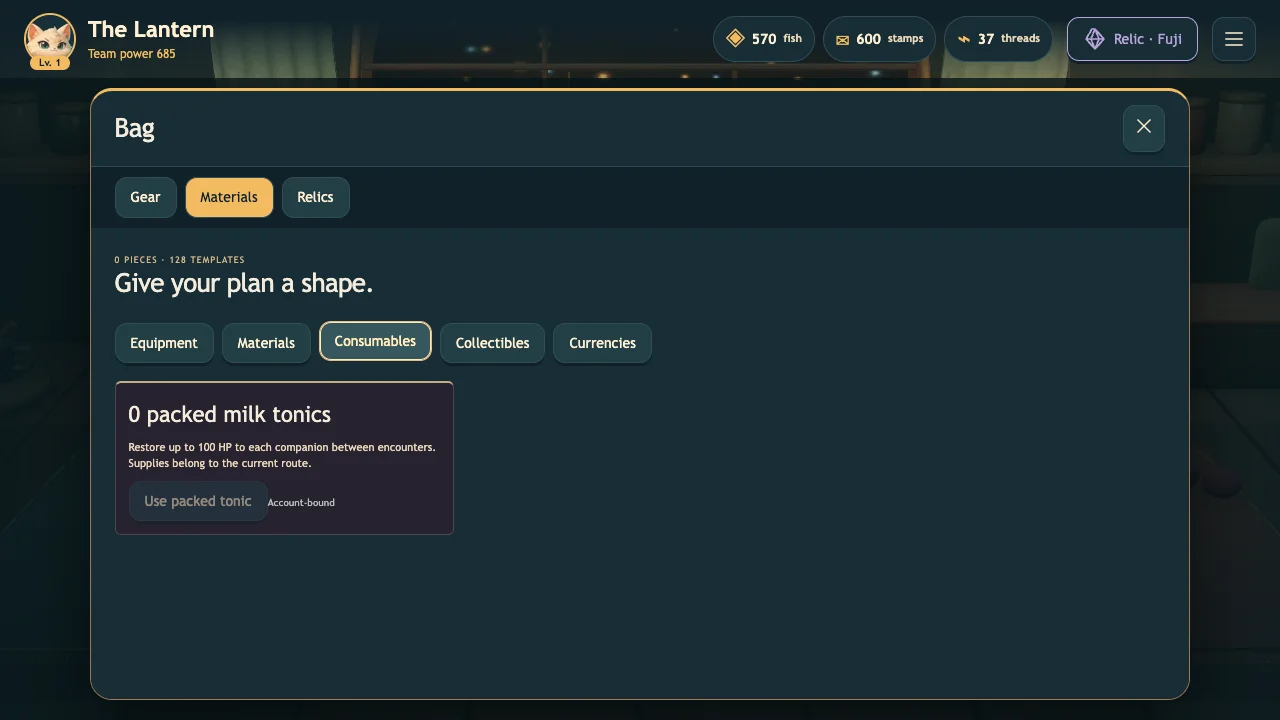 The Lantern
Team power 685
Lv. 1
570 fish
600 stamps
37 threads
Relic · Fuji
Bag
Gear
Materials
Relics
0 PIECES · 128 TEMPLATES
Give your plan a shape.
Equipment
Materials
Consumables
Collectibles
Currencies
0 packed milk tonics
Restore up to 100 HP to each companion between encounters.
Supplies belong to the current route.
Use packed tonic
Account-bound